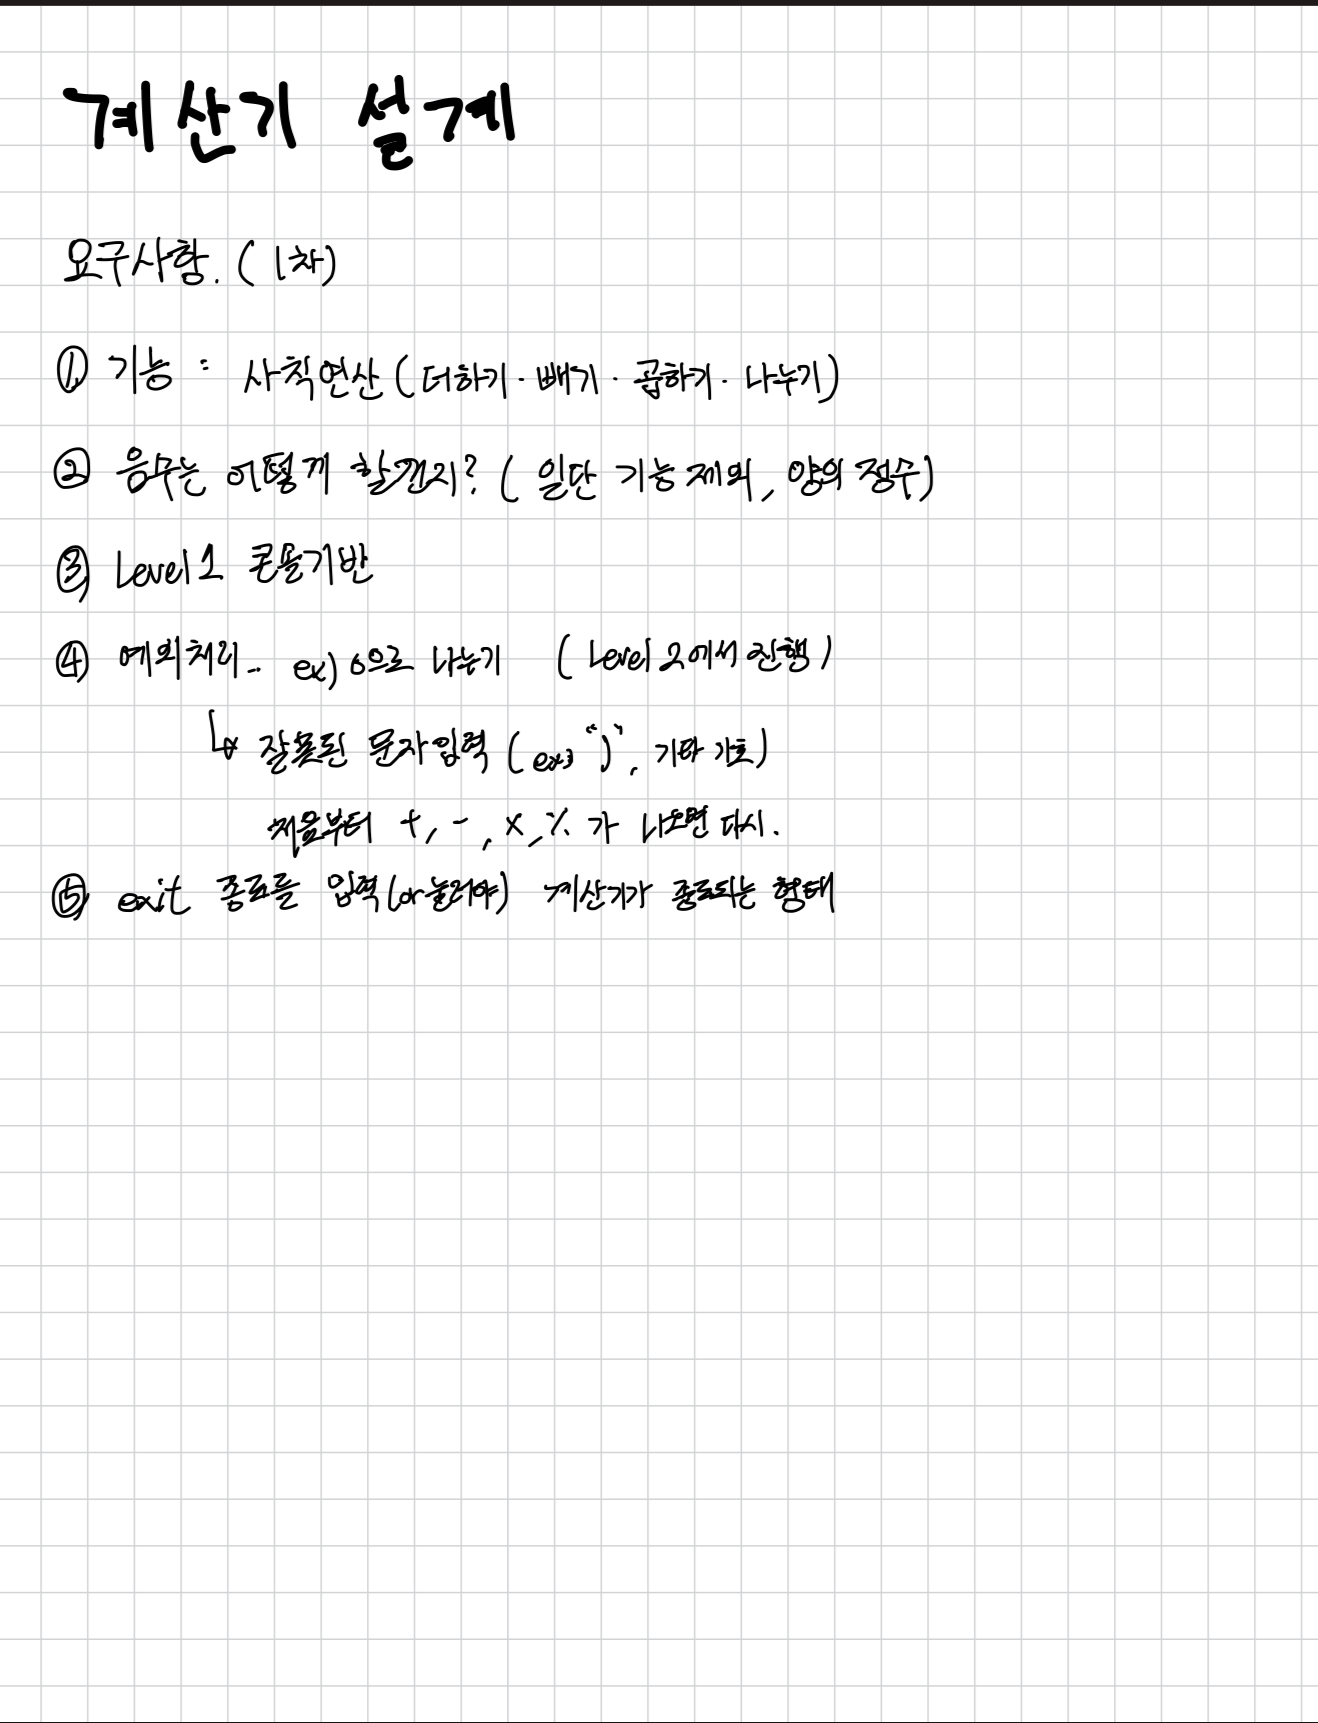 계산기 설계
요구사항. (1차)
① 기능 : 사칙연산 (더하기 · 빼기 · 곱하기 · 나누기)
② 음수는 어떻게 할껀지? (일단 기능 제외, 양의 정수)
③ Level 1 콘솔기반
④ 예외처리.. ex) 0으로 나누기 (Level 2에서 진행)
↳ 잘못된 문자입력 (ex) ")", 기타 기호)
처음부터 +, -, x, % 가 나오면 다시.
⑤ exit 종료를 입력(or눌러야) 계산기가 종료되는 형태